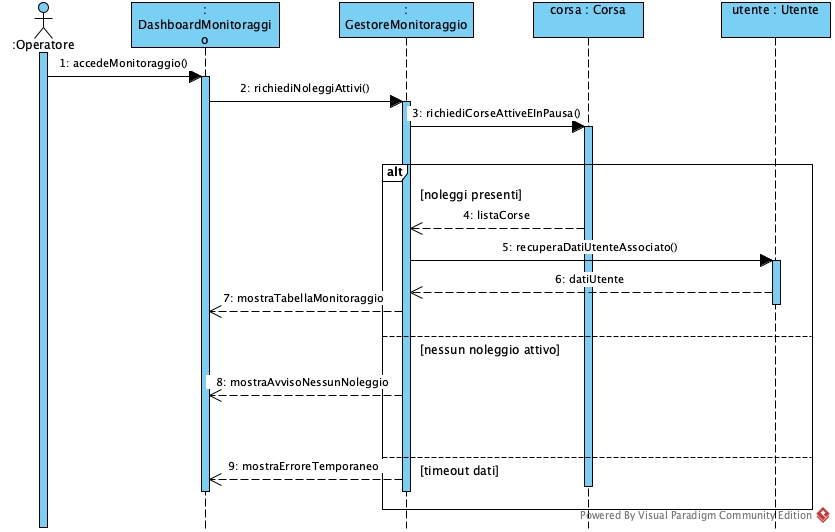 :Operatore
:
DashboardMonitoraggi
o
:
GestoreMonitoraggio
corsa : Corsa
utente : Utente
1: accedeMonitoraggio()
2: richiediNoleggiAttivi()
3: richiediCorseAttiveEInPausa()
alt
[noleggi presenti]
4: listaCorse
5: recuperaDatiUtenteAssociato()
6: datiUtente
7: mostraTabellaMonitoraggio
[nessun noleggio attivo]
8: mostraAvvisoNessunNoleggio
9: mostraErroreTemporaneo
[timeout dati]
Powered By Visual Paradigm Community Edition